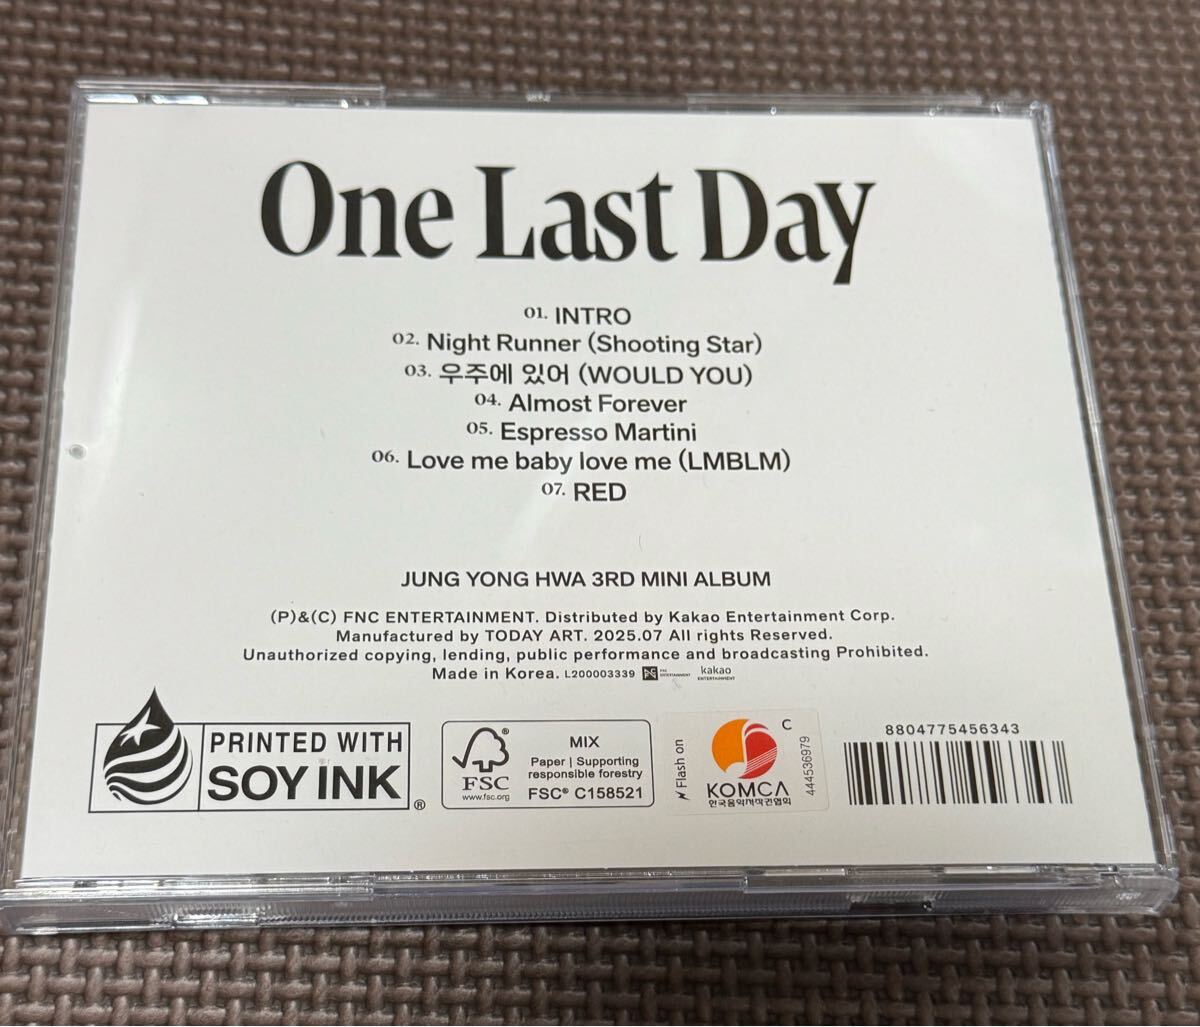 One Last Day
01. INTRO
02. Night Runner (Shooting Star)
03. 우주에 있어 (WOULD YOU)
04. Almost Forever
05. Espresso Martini
06. Love me baby love me (LMBLM)
07. RED
JUNG YONG HWA 3RD MINI ALBUM
(P)&(C) FNC ENTERTAINMENT. Distributed by Kakao Entertainment Corp.
Manufactured by TODAY ART. 2025.07 All rights Reserved.
Unauthorized copying, lending, public performance and broadcasting Prohibited.
Made in Korea. L200003339 FNC ENTERTAINMENT kakao ENTERTAINMENT
PRINTED WITH
SOY INK®
FSC®
www.fsc.org
MIX
Paper | Supporting
responsible forestry
FSC® C158521
Flash on
C
KOMCA
한국음악저작권협회
444536979
8804775456343